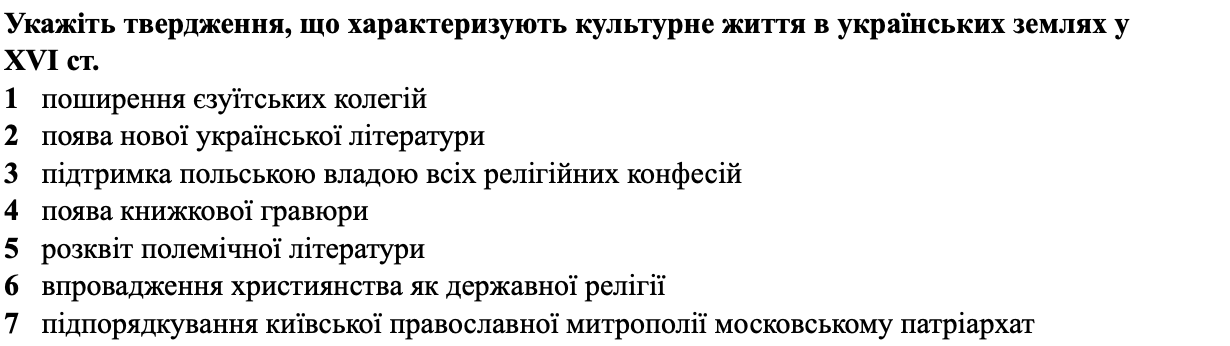 Укажіть твердження, що характеризують культурне життя в українських землях у
XVI ст.
1 поширення єзуїтських колегій
2 поява нової української літератури
3 підтримка польською владою всіх релігійних конфесій
4 поява книжкової гравюри
5 розквіт полемічної літератури
6 впровадження християнства як державної релігії
7 підпорядкування київської православної митрополії московському патріархат